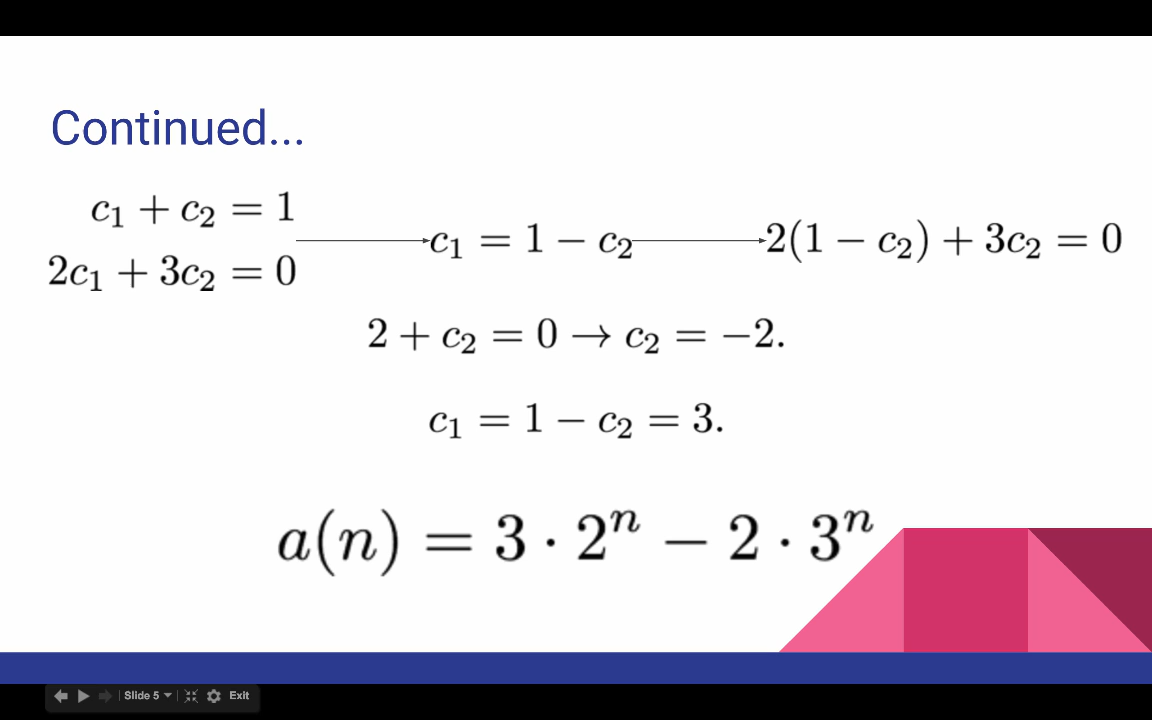 Continued...
c₁ + c₂ = 1
2c₁ + 3c₂ = 0
c₁ = 1 − c₂
2(1 − c₂) + 3c₂ = 0
2 + c₂ = 0 → c₂ = −2.
c₁ = 1 − c₂ = 3.
a(n) = 3 · 2ⁿ − 2 · 3ⁿ
Slide 5 Exit